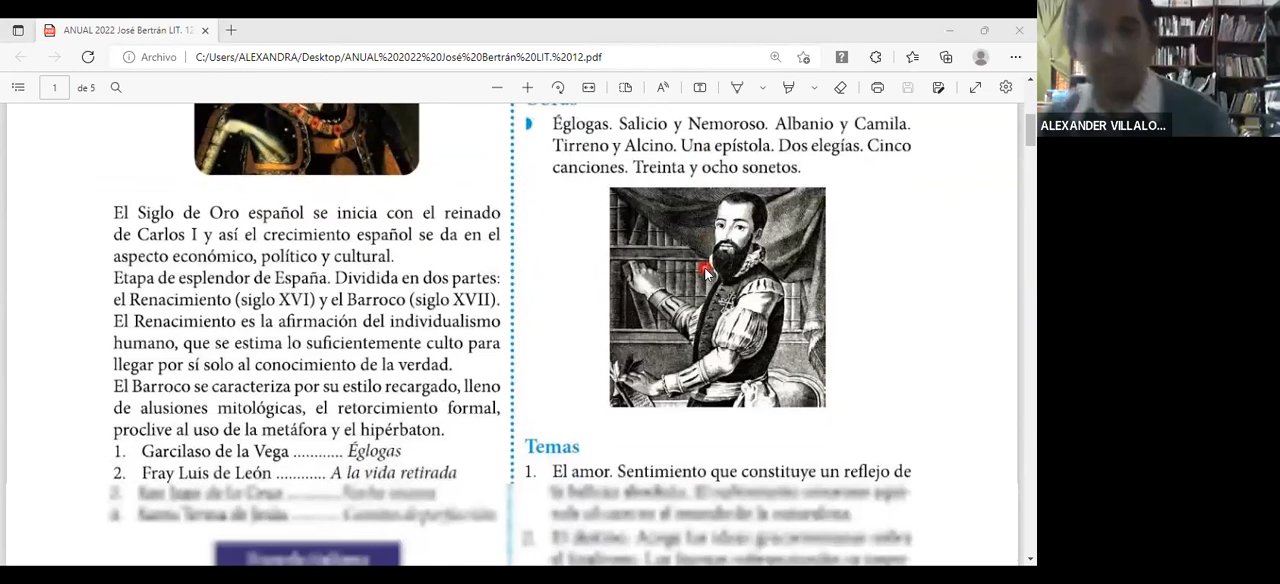 ANUAL 2022 José Bertrán LIT. 12
Archivo
C:/Users/ALEXANDRA/Desktop/ANUAL%202022%20José%20Bertrán%20LIT.%2012.pdf
1 de 5
ALEXANDER VILLALO...
El Siglo de Oro español se inicia con el reinado
de Carlos I y así el crecimiento español se da en el
aspecto económico, político y cultural.
Etapa de esplendor de España. Dividida en dos partes:
el Renacimiento (siglo XVI) y el Barroco (siglo XVII).
El Renacimiento es la afirmación del individualismo
humano, que se estima lo suficientemente culto para
llegar por sí solo al conocimiento de la verdad.
El Barroco se caracteriza por su estilo recargado, lleno
de alusiones mitológicas, el retorcimiento formal,
proclive al uso de la metáfora y el hipérbaton.
1. Garcilaso de la Vega ............ Églogas
2. Fray Luis de León ............ A la vida retirada
Églogas. Salicio y Nemoroso. Albanio y Camila.
Tirreno y Alcino. Una epístola. Dos elegías. Cinco
canciones. Treinta y ocho sonetos.
Temas
1. El amor. Sentimiento que constituye un reflejo de